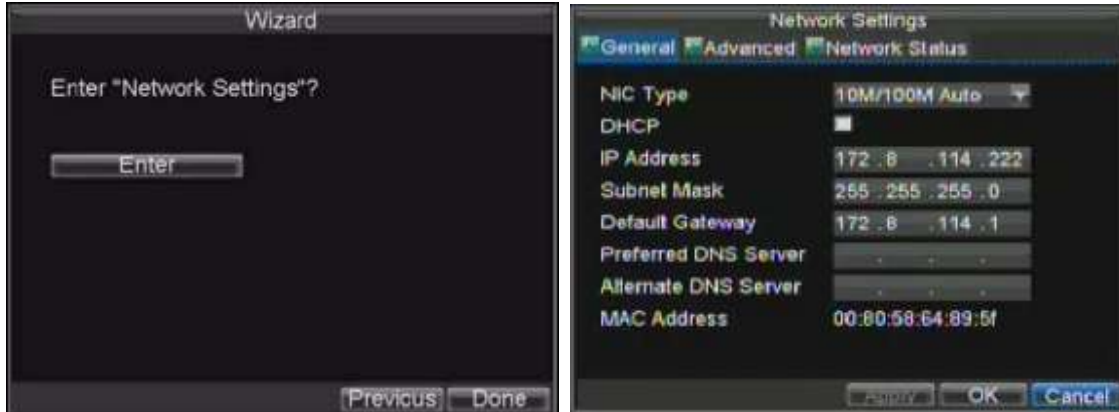 Wizard
Enter "Network Settings"?
Enter
Previous Done
Network Settings
General Advanced Network Status
NIC Type 10M/100M Auto
DHCP
IP Address 172 .8 .114 .222
Subnet Mask 255 .255 .255 .0
Default Gateway 172 .8 .114 .1
Preferred DNS Server . . .
Alternate DNS Server . . .
MAC Address 00:80:58:64:89:5f
Apply OK Cancel